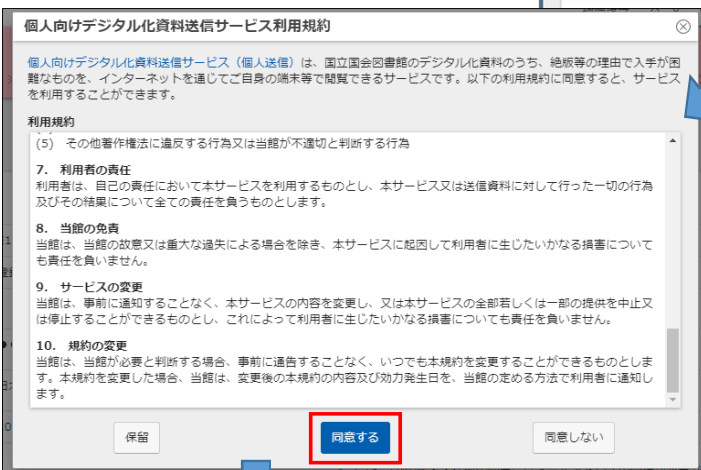 個人向けデジタル化資料送信サービス利用規約
個人向けデジタル化資料送信サービス（個人送信）は、国立国会図書館のデジタル化資料のうち、絶版等の理由で入手が困
難なものを、インターネットを通じてご自身の端末等で閲覧できるサービスです。以下の利用規約に同意すると、サービス
を利用することができます。
利用規約
(5) その他著作権法に違反する行為又は当館が不適切と判断する行為
7. 利用者の責任
利用者は、自己の責任において本サービスを利用するものとし、本サービス又は送信資料に対して行った一切の行為
及びその結果について全ての責任を負うものとします。
8. 当館の免責
当館は、当館の故意又は重大な過失による場合を除き、本サービスに起因して利用者に生じたいかなる損害について
も責任を負いません。
9. サービスの変更
当館は、事前に通知することなく、本サービスの内容を変更し、又は本サービスの全部若しくは一部の提供を中止又
は停止することができるものとし、これによって利用者に生じたいかなる損害についても責任を負いません。
10. 規約の変更
当館は、当館が必要と判断する場合、事前に通告することなく、いつでも本規約を変更することができるものとしま
す。本規約を変更した場合、当館は、変更後の本規約の内容及び効力発生日を、当館の定める方法で利用者に通知し
ます。
保留
同意する
同意しない